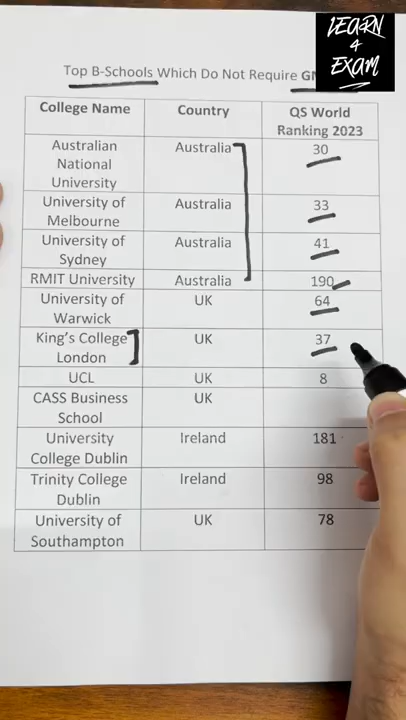 LEARN
4
EXAM
Top B-Schools Which Do Not Require
College Name Country QS World
Ranking 2023
Australian Australia 30
National
University
University of Australia 33
Melbourne
University of Australia 41
Sydney
RMIT University Australia 190
University of UK 64
Warwick
King's College UK 37
London
UCL UK 8
CASS Business UK
School
University Ireland 181
College Dublin
Trinity College Ireland 98
Dublin
University of UK 78
Southampton